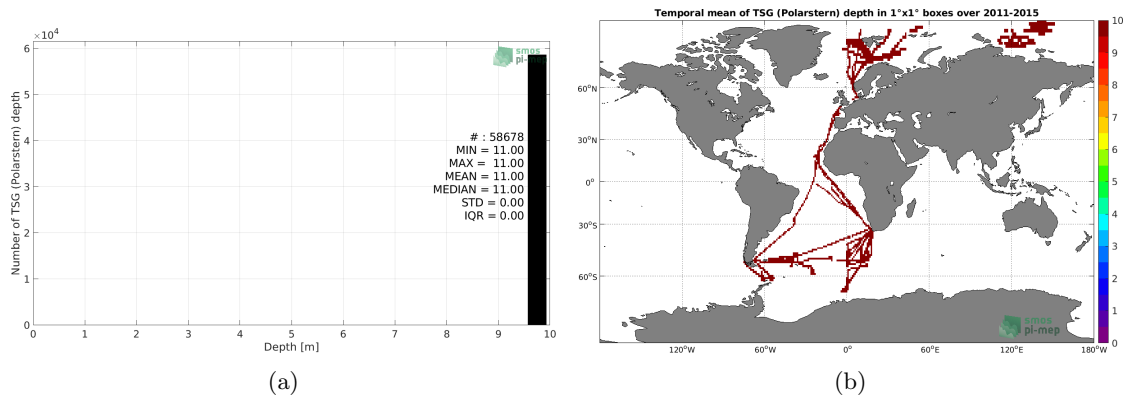 ×10⁴
smos
pi-mep
6
5
4
3
2
1
0
Number of TSG (Polarstern) depth
# : 58678
MIN = 11.00
MAX = 11.00
MEAN = 11.00
MEDIAN = 11.00
STD = 0.00
IQR = 0.00
0 1 2 3 4 5 6 7 8 9 10
Depth [m]
(a)
Temporal mean of TSG (Polarstern) depth in 1°x1° boxes over 2011-2015
60°N
30°N
0°
30°S
60°S
120°W 60°W 0° 60°E 120°E 180°W
smos
pi-mep
10
9
8
7
6
5
4
3
2
1
0
(b)